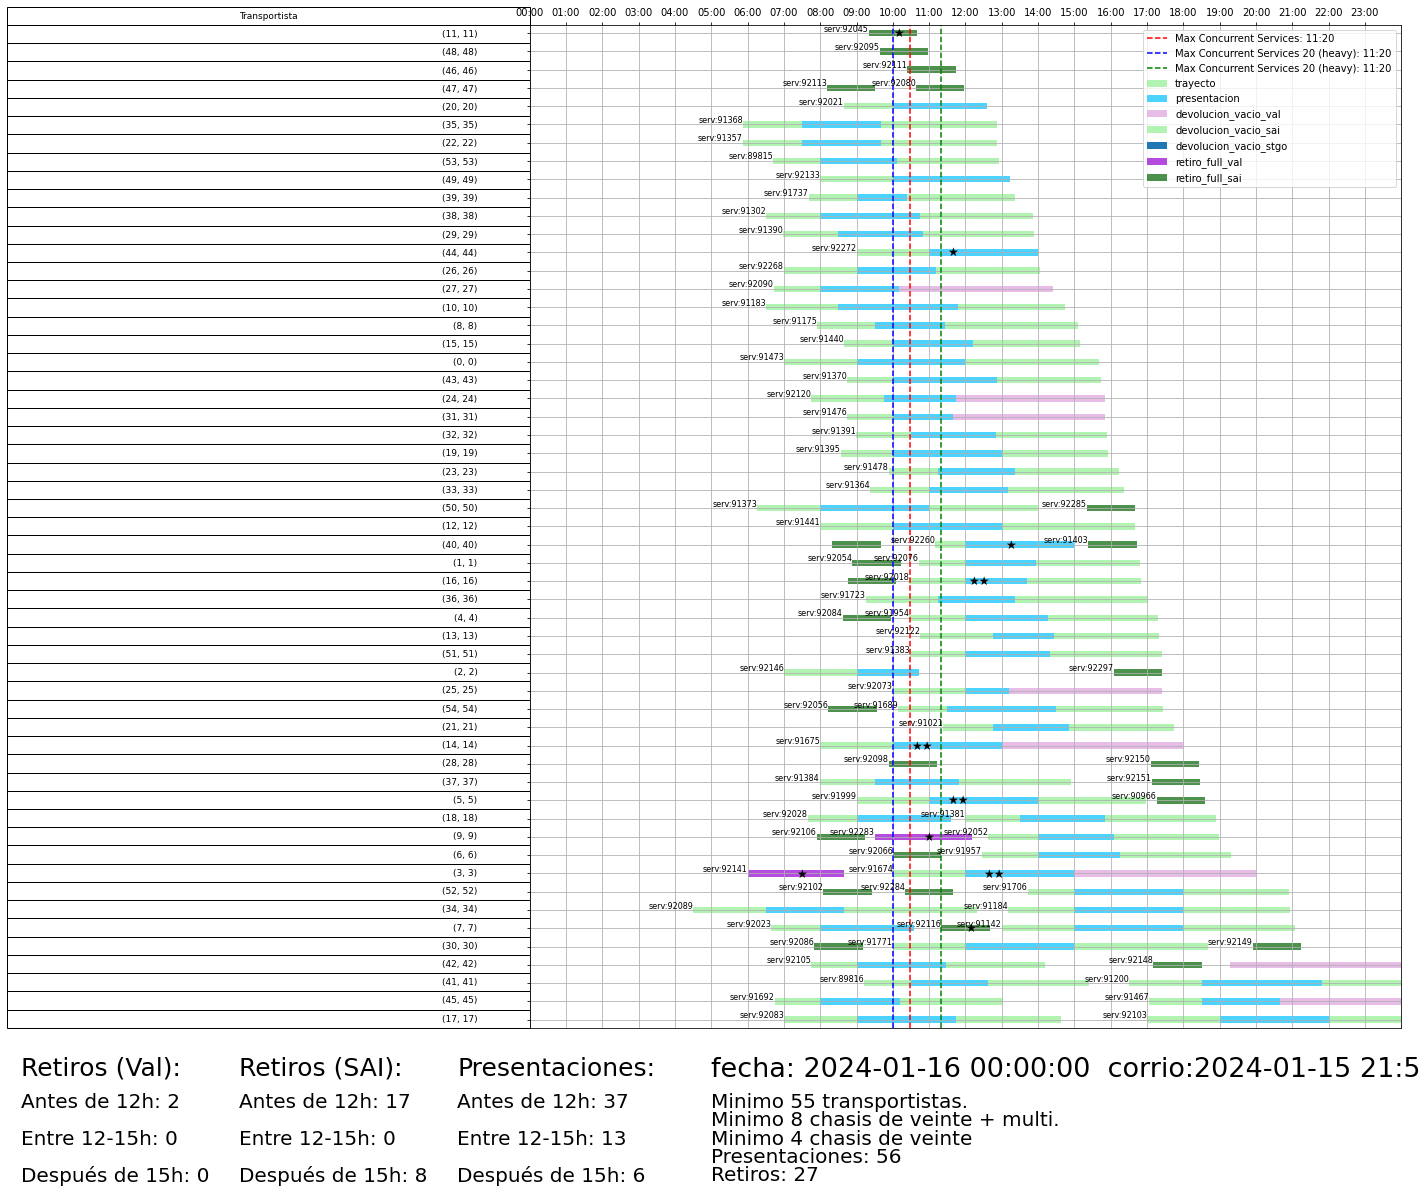 Transportista
00:00 01:00 02:00 03:00 04:00 05:00 06:00 07:00 08:00 09:00 10:00 11:00 12:00 13:00 14:00 15:00 16:00 17:00 18:00 19:00 20:00 21:00 22:00 23:00
Max Concurrent Services: 11:20
Max Concurrent Services 20 (heavy): 11:20
Max Concurrent Services 20 (heavy): 11:20
trayecto
presentacion
devolucion_vacio_val
devolucion_vacio_sai
devolucion_vacio_stgo
retiro_full_val
retiro_full_sai
(11, 11) serv:92045
(48, 48) serv:92095
(46, 46) serv:92111
(47, 47) serv:92113 serv:92080
(20, 20) serv:92021
(35, 35) serv:91368
(22, 22) serv:91357
(53, 53) serv:89815
(49, 49) serv:92133
(39, 39) serv:91737
(38, 38) serv:91302
(29, 29) serv:91390
(44, 44) serv:92272
(26, 26) serv:92268
(27, 27) serv:92090
(10, 10) serv:91183
(8, 8) serv:91175
(15, 15) serv:91440
(0, 0) serv:91473
(43, 43) serv:91370
(24, 24) serv:92120
(31, 31) serv:91476
(32, 32) serv:91391
(19, 19) serv:91395
(23, 23) serv:91478
(33, 33) serv:91364
(50, 50) serv:91373 serv:92285
(12, 12) serv:91441
(40, 40) serv:92260 serv:91403
(1, 1) serv:92054 serv:92076
(16, 16) serv:92018
(36, 36) serv:91723
(4, 4) serv:92084 serv:91954
(13, 13) serv:92122
(51, 51) serv:91383
(2, 2) serv:92146 serv:92297
(25, 25) serv:92073
(54, 54) serv:92056 serv:91689
(21, 21) serv:91021
(14, 14) serv:91675
(28, 28) serv:92098 serv:92150
(37, 37) serv:91384 serv:92151
(5, 5) serv:91999 serv:90966
(18, 18) serv:92028 serv:91381
(9, 9) serv:92106 serv:92283 serv:92052
(6, 6) serv:92066 serv:91957
(3, 3) serv:92141 serv:91674
(52, 52) serv:92102 serv:92284 serv:91706
(34, 34) serv:92089 serv:91184
(7, 7) serv:92023 serv:92116 serv:91142
(30, 30) serv:92086 serv:91771 serv:92149
(42, 42) serv:92105 serv:92148
(41, 41) serv:89816 serv:91200
(45, 45) serv:91692 serv:91467
(17, 17) serv:92083 serv:92103
Retiros (Val):
Antes de 12h: 2
Entre 12-15h: 0
Después de 15h: 0
Retiros (SAI):
Antes de 12h: 17
Entre 12-15h: 0
Después de 15h: 8
Presentaciones:
Antes de 12h: 37
Entre 12-15h: 13
Después de 15h: 6
fecha: 2024-01-16 00:00:00 corrio:2024-01-15 21:5
Minimo 55 transportistas.
Minimo 8 chasis de veinte + multi.
Minimo 4 chasis de veinte
Presentaciones: 56
Retiros: 27